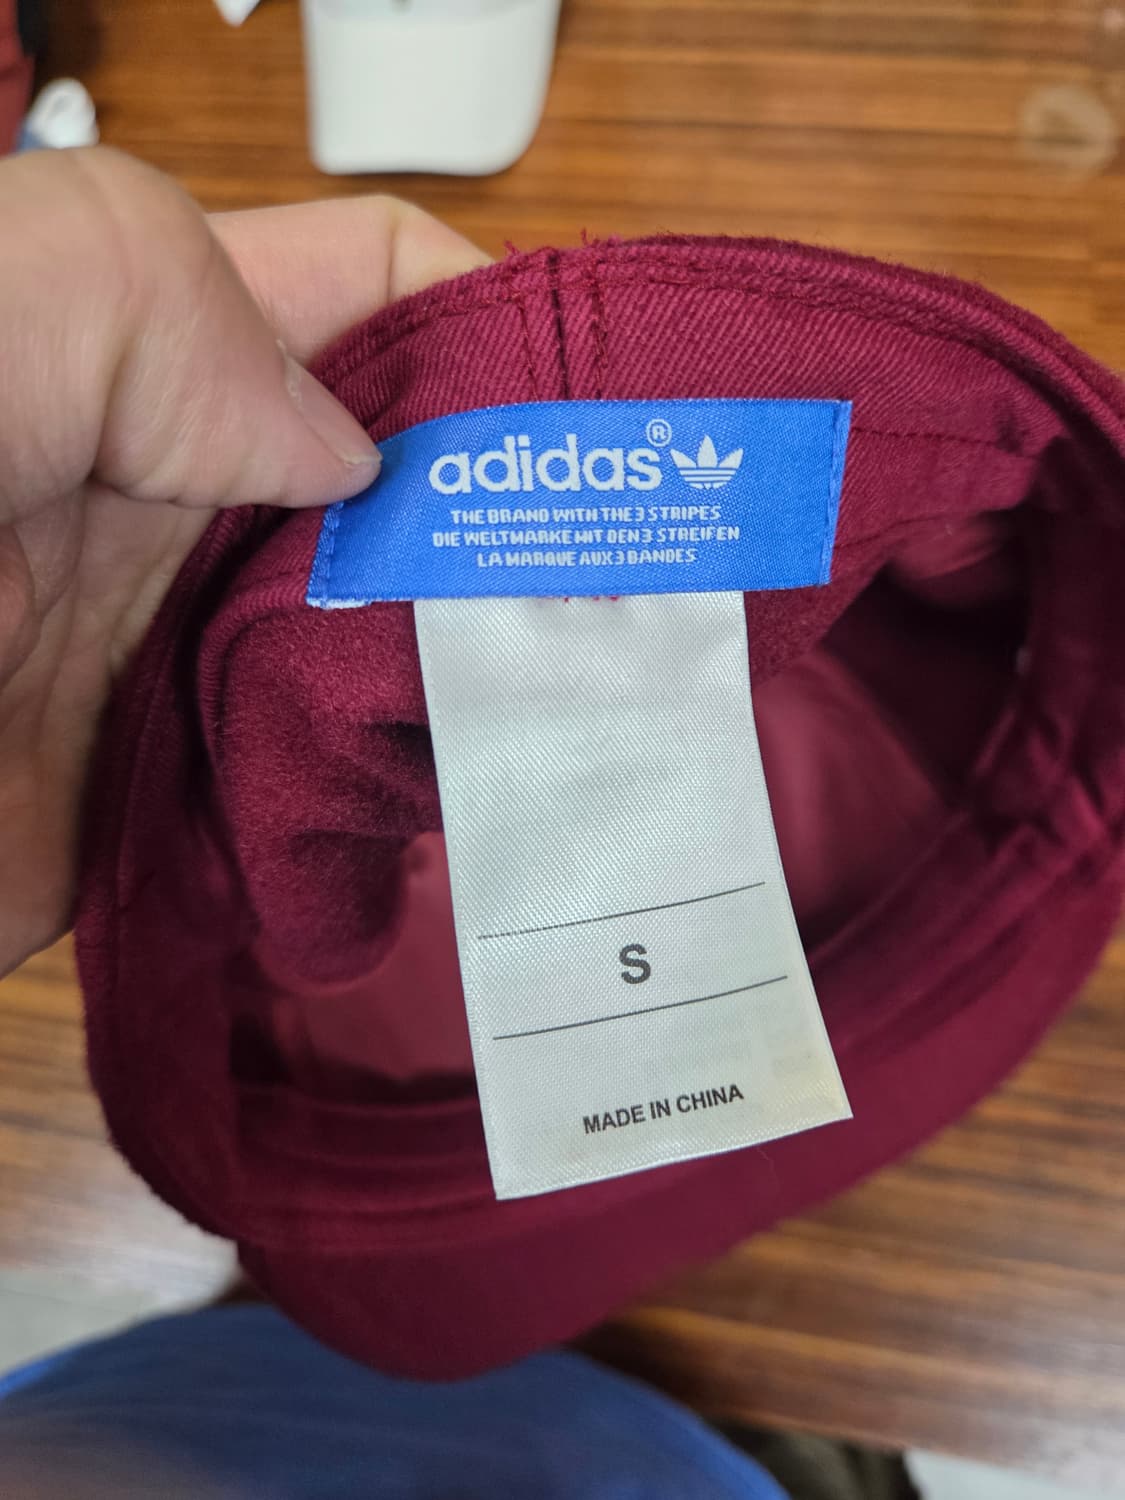 adidas®
THE BRAND WITH THE 3 STRIPES
DIE WELTMARKE MIT DEN 3 STREIFEN
LA MARQUE AUX 3 BANDES
S
MADE IN CHINA